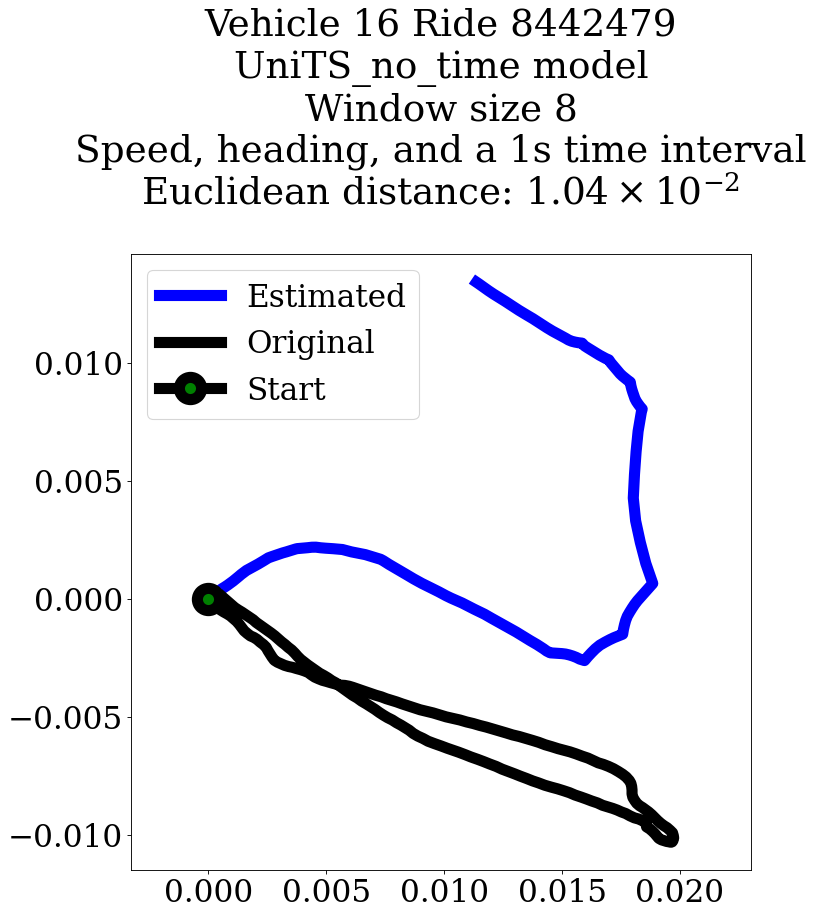 Vehicle 16 Ride 8442479
UniTS_no_time model
Window size 8
Speed, heading, and a 1s time interval
Euclidean distance: 1.04 × 10⁻²
Estimated
Original
Start
0.010
0.005
0.000
−0.005
−0.010
0.000 0.005 0.010 0.015 0.020